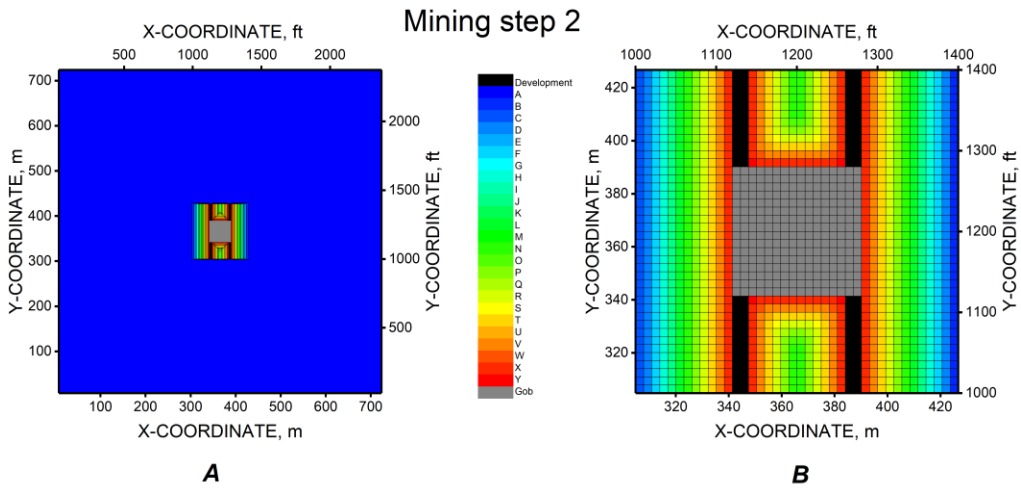 Mining step 2
X-COORDINATE, ft
500 1000 1500 2000
700
600
500
400
300
200
100
Y-COORDINATE, m
2000
1500
1000
500
Y-COORDINATE, ft
100 200 300 400 500 600 700
X-COORDINATE, m
A
Development
A
B
C
D
E
F
G
H
I
J
K
L
M
N
O
P
Q
R
S
T
U
V
W
X
Y
Gob
X-COORDINATE, ft
1000 1100 1200 1300 1400
420
400
380
360
340
320
Y-COORDINATE, m
1400
1300
1200
1100
1000
Y-COORDINATE, ft
320 340 360 380 400 420
X-COORDINATE, m
B